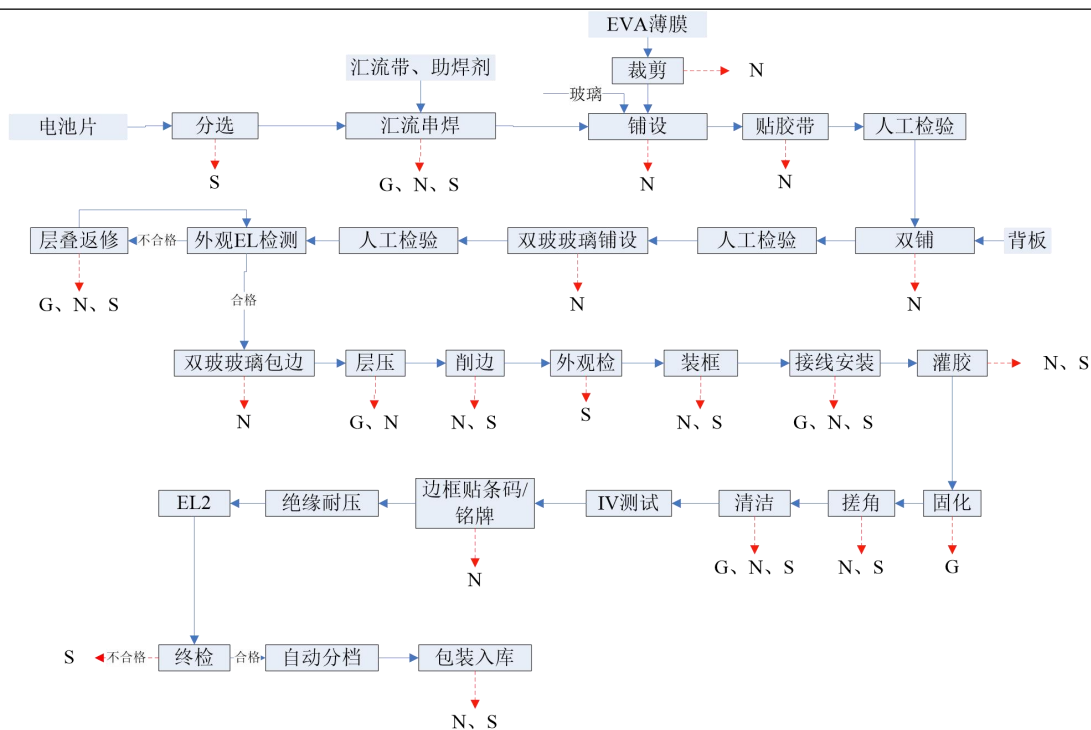 EVA薄膜
汇流带、助焊剂
裁剪
N
玻璃
电池片
分选
汇流串焊
铺设
贴胶带
人工检验
S
G、N、S
N
N
层叠返修
不合格
外观EL检测
人工检验
双玻玻璃铺设
人工检验
双铺
背板
G、N、S
合格
N
N
双玻玻璃包边
层压
削边
外观检
装框
接线安装
灌胶
N、S
N
G、N
N、S
S
N、S
G、N、S
EL2
绝缘耐压
边框贴条码/
铭牌
IV测试
清洁
搓角
固化
N
G、N、S
N、S
G
S
不合格
终检
合格
自动分档
包装入库
N、S